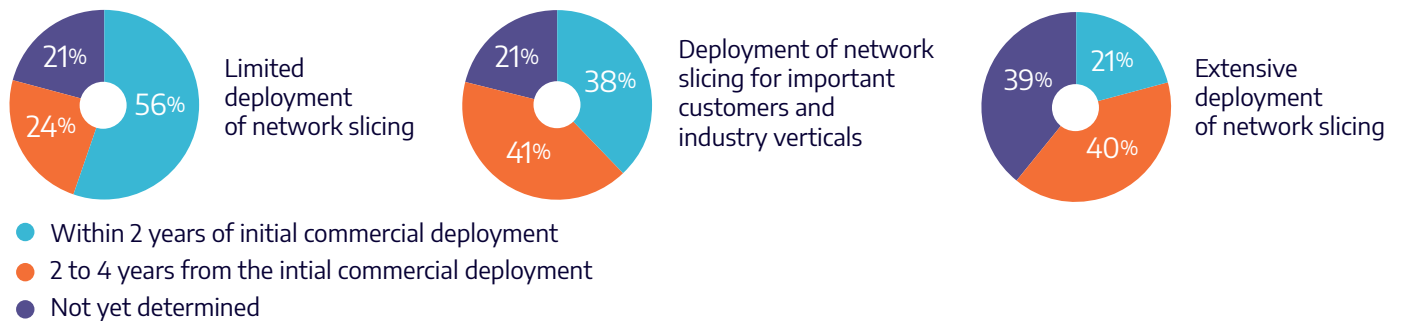 21%
56%
24%
Limited
deployment
of network slicing
21%
38%
41%
Deployment of network
slicing for important
customers and
industry verticals
39%
21%
40%
Extensive
deployment
of network slicing
Within 2 years of initial commercial deployment
2 to 4 years from the intial commercial deployment
Not yet determined